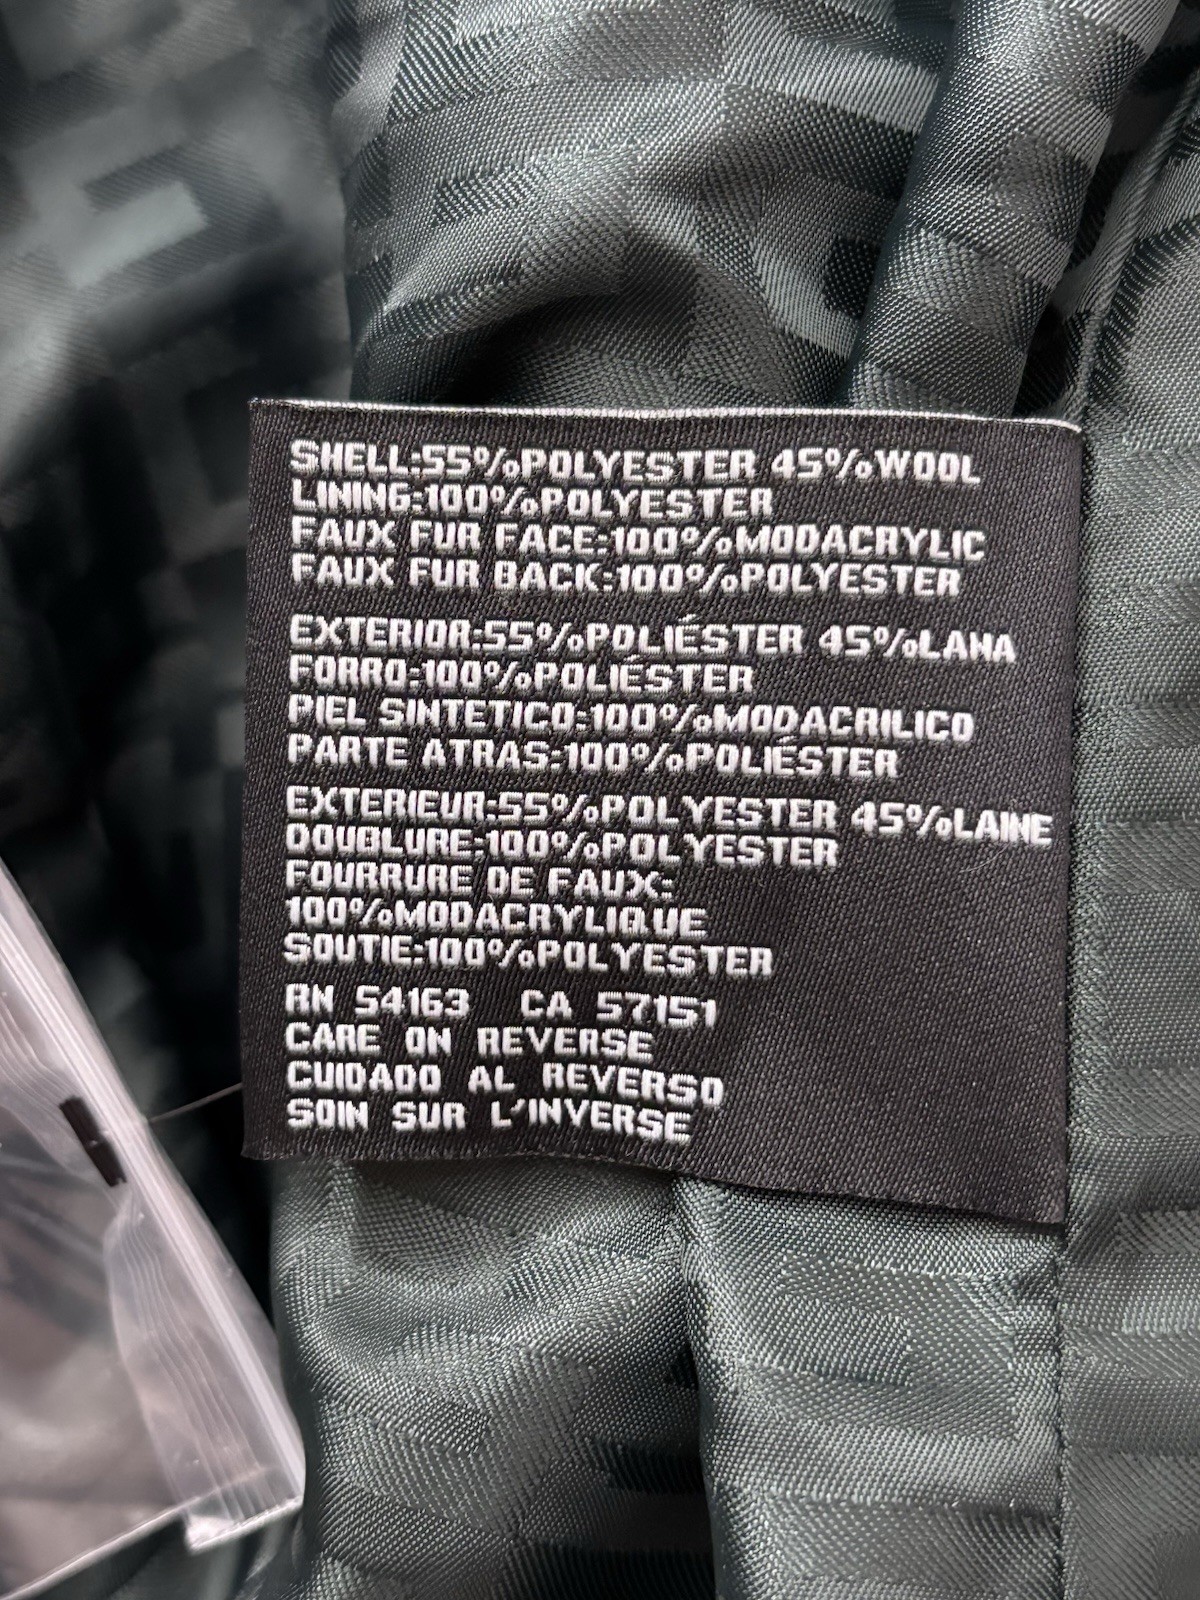 SHELL:55%POLYESTER 45%WOOL
LINING:100%POLYESTER
FAUX FUR FACE:100%MODACRYLIC
FAUX FUR BACK:100%POLYESTER
EXTERIOR:55%POLIÉSTER 45%LANA
FORRO:100%POLIÉSTER
PIEL SINTETICO:100%MODACRILICO
PARTE ATRAS:100%POLIÉSTER
EXTERIEUR:55%POLYESTER 45%LAINE
DOUBLURE:100%POLYESTER
FOURRURE DE FAUX:
100%MODACRYLIQUE
SOUTIE:100%POLYESTER
RN 54163 CA 57151
CARE ON REVERSE
CUIDADO AL REVERSO
SOIN SUR L'INVERSE